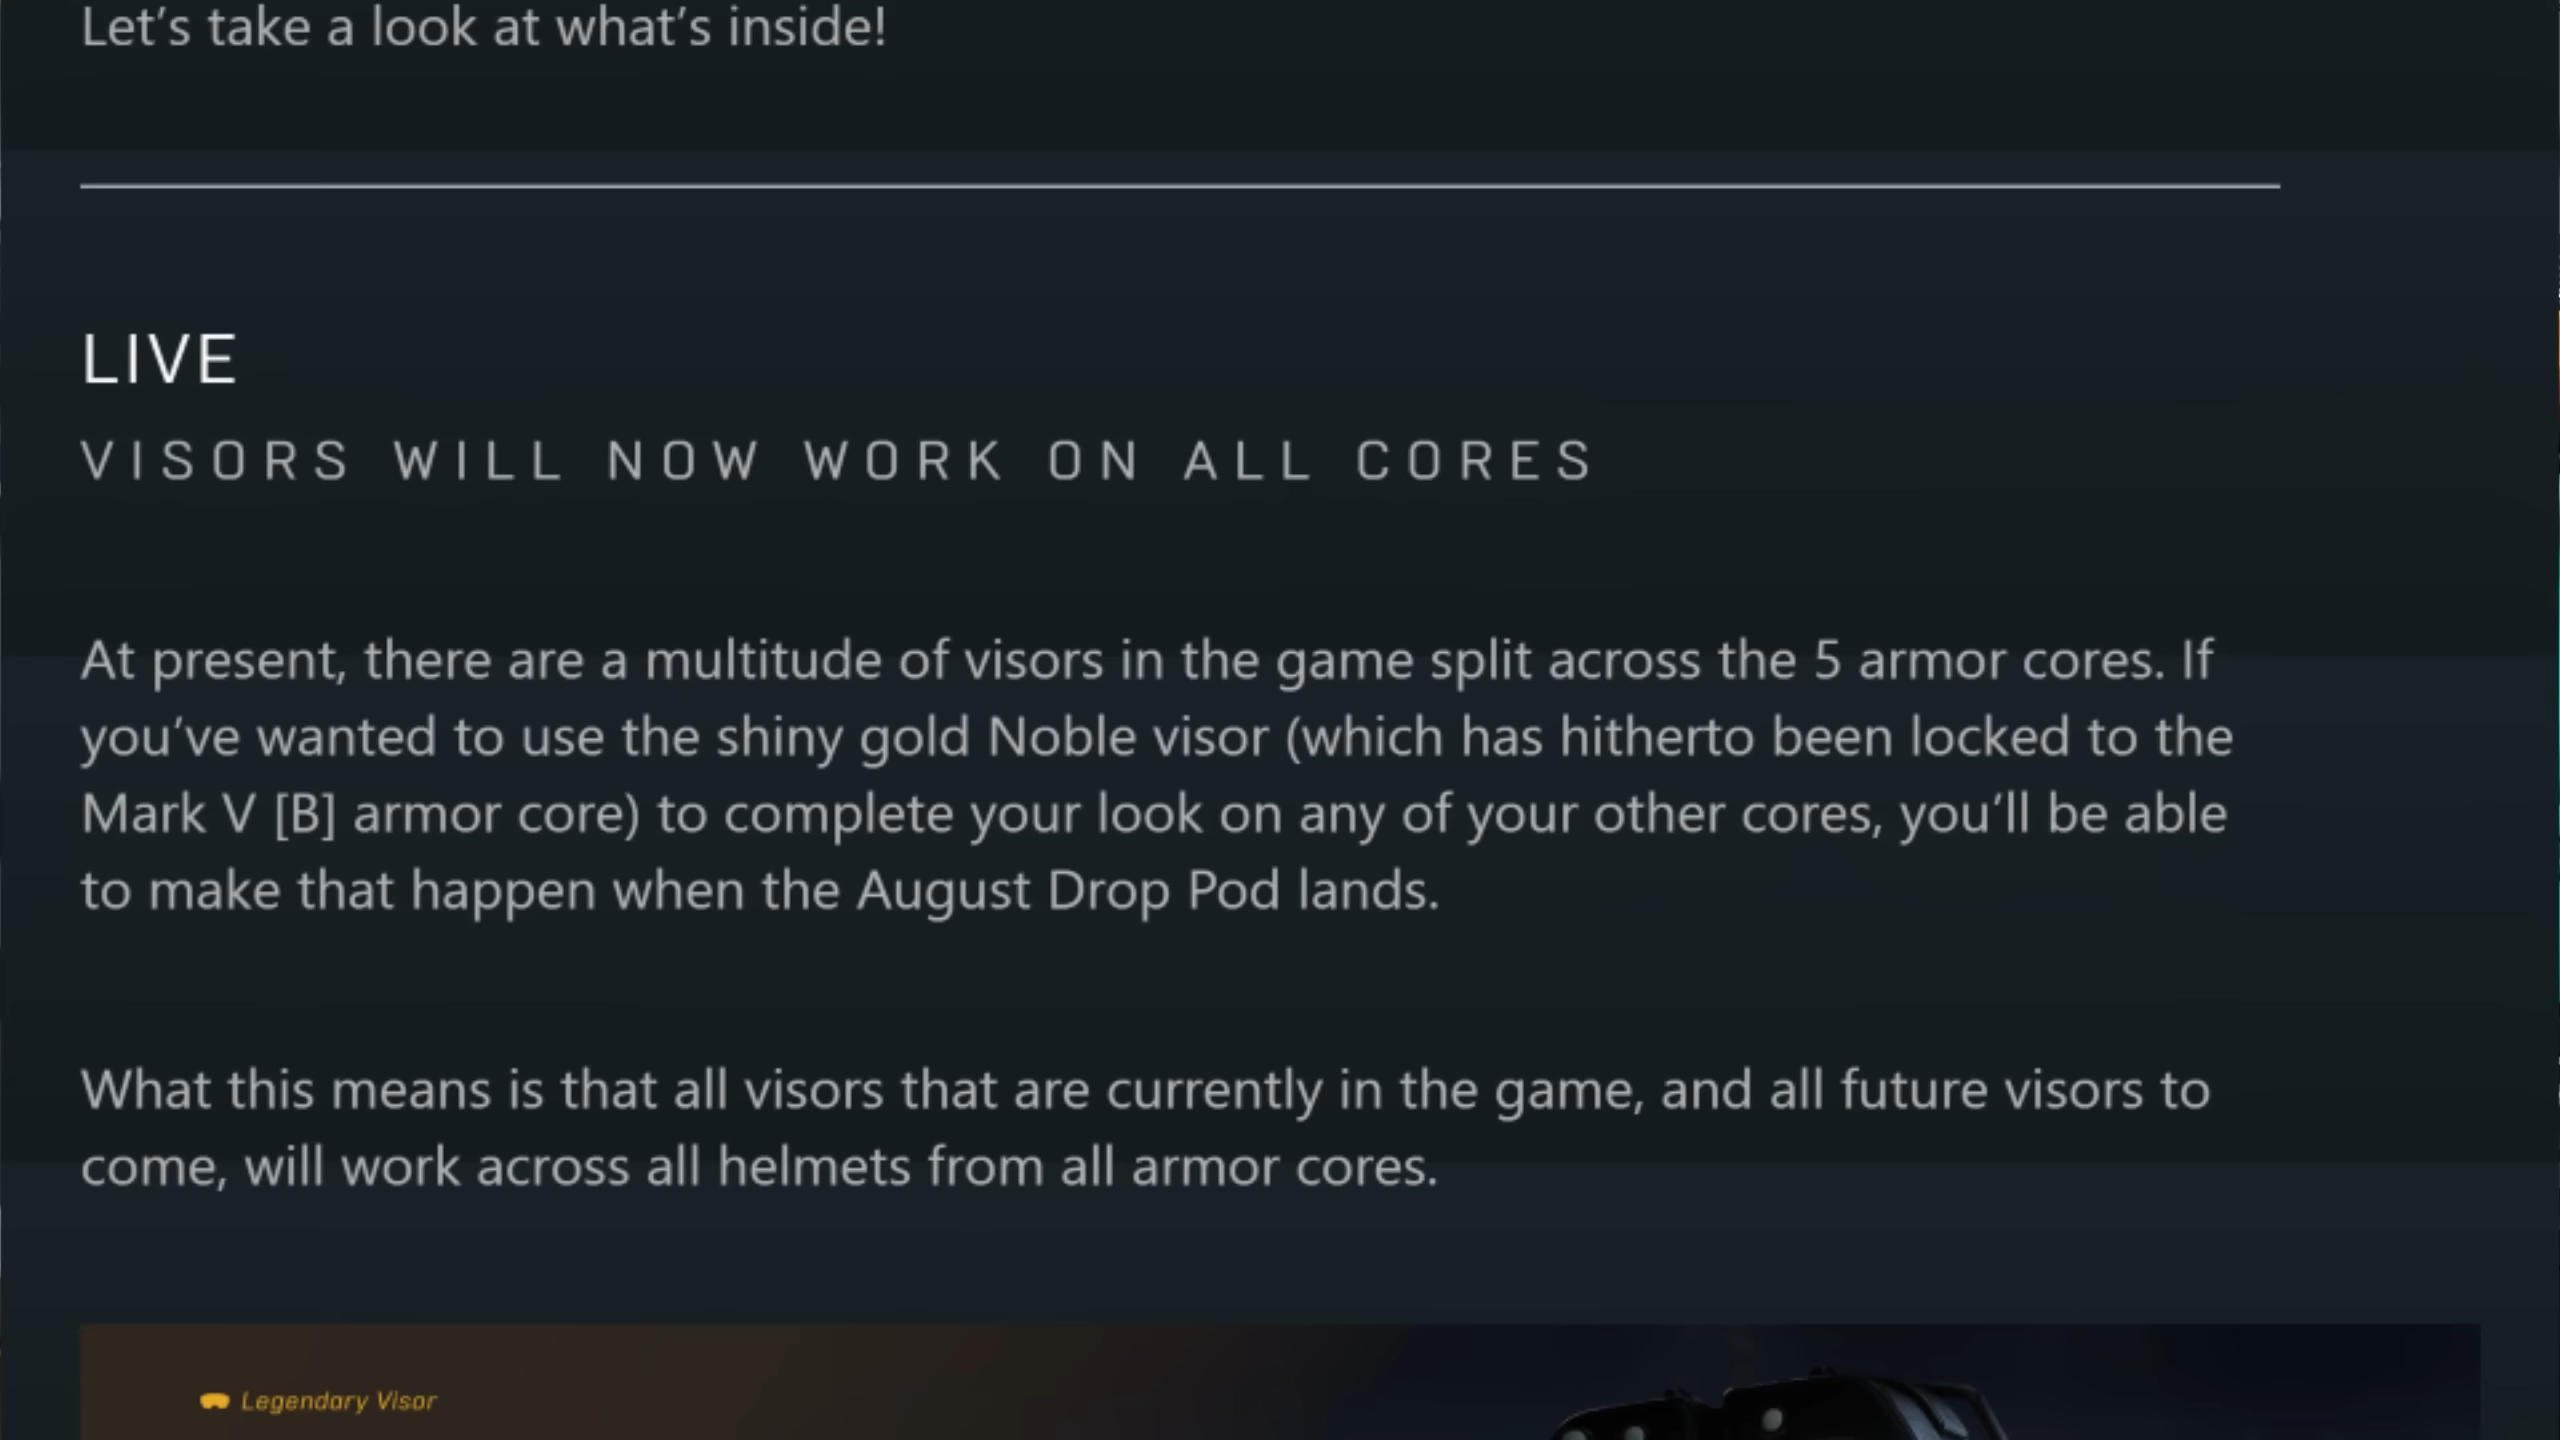 Let’s take a look at what’s inside!
LIVE
VISORS WILL NOW WORK ON ALL CORES
At present, there are a multitude of visors in the game split across the 5 armor cores. If
you’ve wanted to use the shiny gold Noble visor (which has hitherto been locked to the
Mark V [B] armor core) to complete your look on any of your other cores, you’ll be able
to make that happen when the August Drop Pod lands.
What this means is that all visors that are currently in the game, and all future visors to
come, will work across all helmets from all armor cores.
Legendary Visor